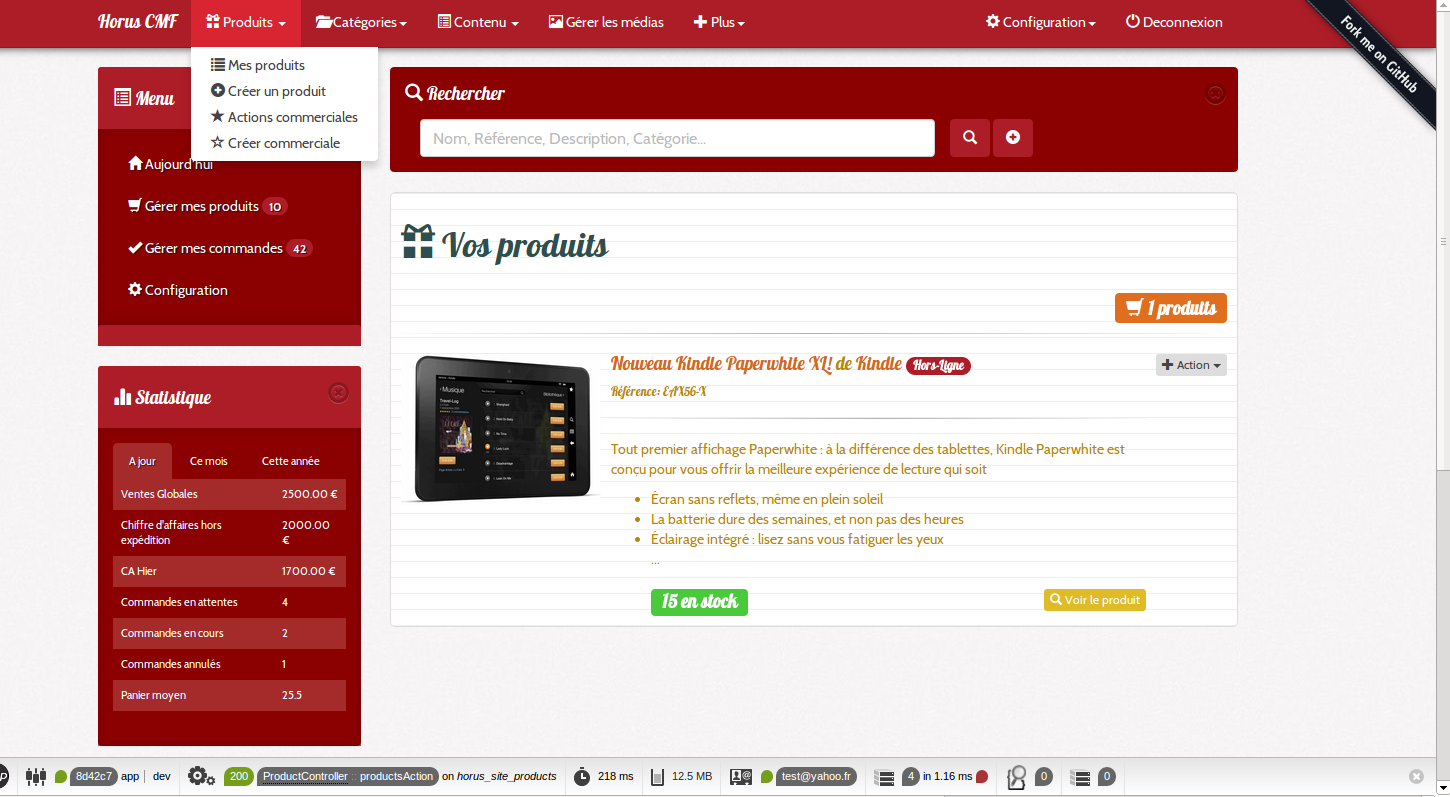 Horus CMF Produits Catégories Contenu Gérer les médias Plus Configuration Deconnexion
Fork me on GitHub
Mes produits
Créer un produit
Actions commerciales
Créer commerciale
Menu
Aujourd'hui
Gérer mes produits 10
Gérer mes commandes 42
Configuration
Statistique
A jour Ce mois Cette année
Ventes Globales 2500.00 €
Chiffre d'affaires hors expédition 2000.00 €
CA Hier 1700.00 €
Commandes en attentes 4
Commandes en cours 2
Commandes annulés 1
Panier moyen 25.5
Rechercher
Nom, Référence, Description, Catégorie...
Vos produits
1 produits
Nouveau Kindle Paperwhite XL! de Kindle Hors-Ligne
+ Action
Référence: EAX56-X
Musique
Travel-Log
Tout premier affichage Paperwhite : à la différence des tablettes, Kindle Paperwhite est
conçu pour vous offrir la meilleure expérience de lecture qui soit
Écran sans reflets, même en plein soleil
La batterie dure des semaines, et non pas des heures
Éclairage intégré : lisez sans vous fatiguer les yeux
...
15 en stock
Voir le produit
8d42c7 app | dev 200 ProductController :: productsAction on horus_site_products 218 ms 12.5 MB test@yahoo.fr 4 in 1.16 ms 0 0